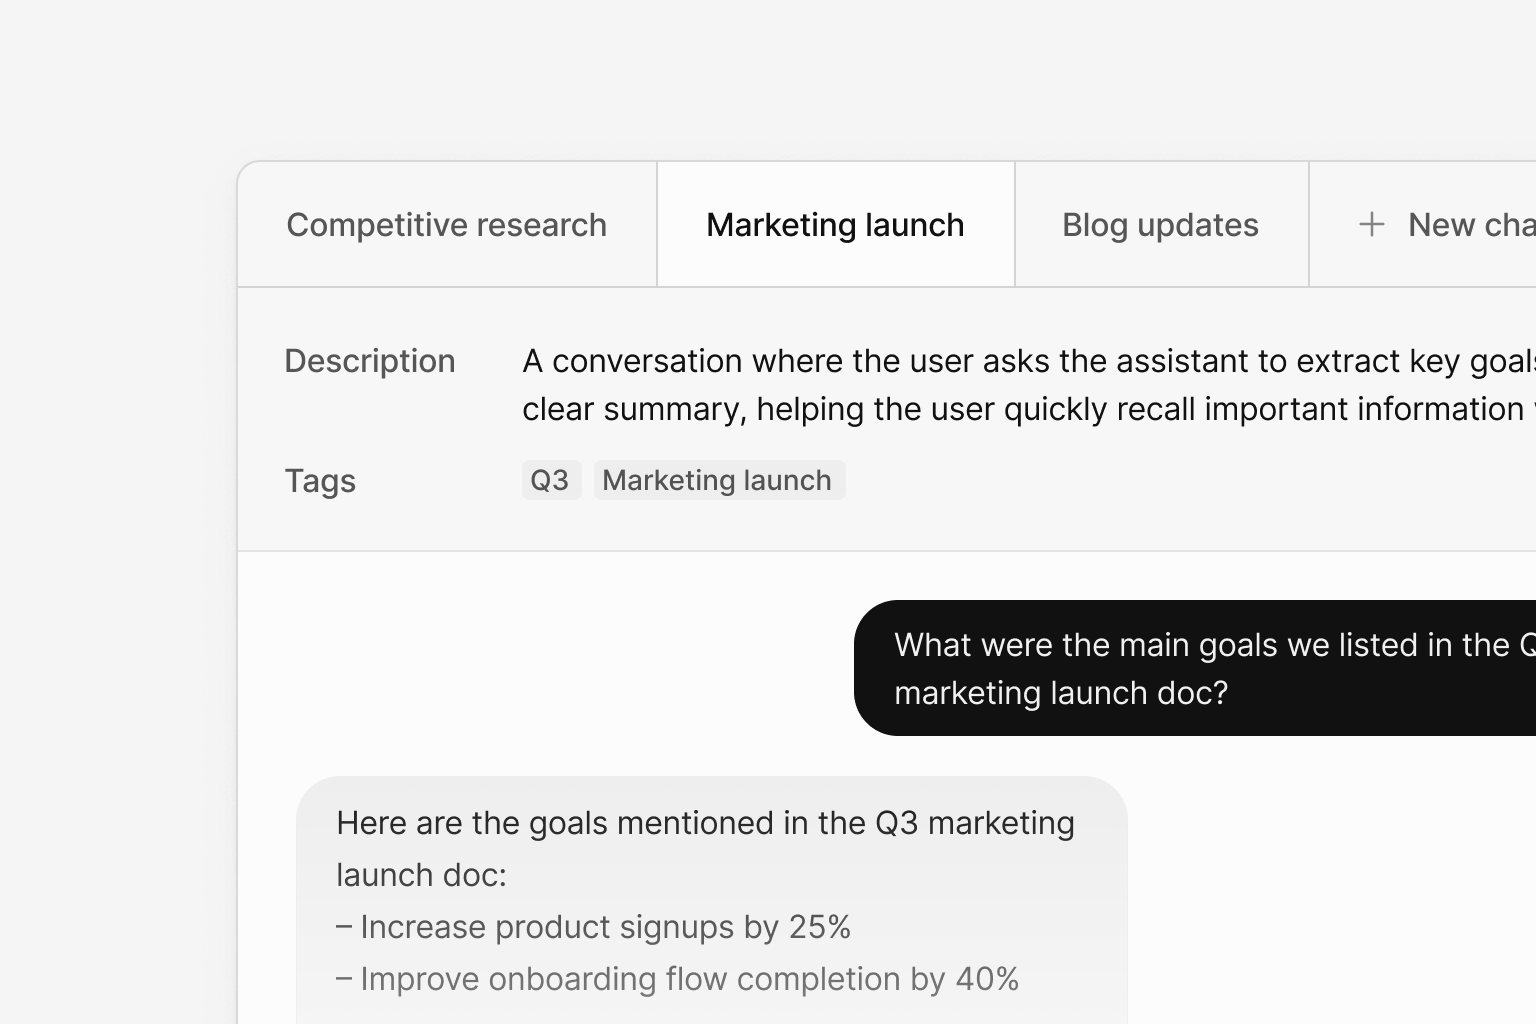 Competitive research
Marketing launch
Blog updates
+ New
Description
A conversation where the user asks the assistant to extract key goals
clear summary, helping the user quickly recall important information
Tags
Q3
Marketing launch
What were the main goals we listed in the
marketing launch doc?
Here are the goals mentioned in the Q3 marketing
launch doc:
– Increase product signups by 25%
– Improve onboarding flow completion by 40%